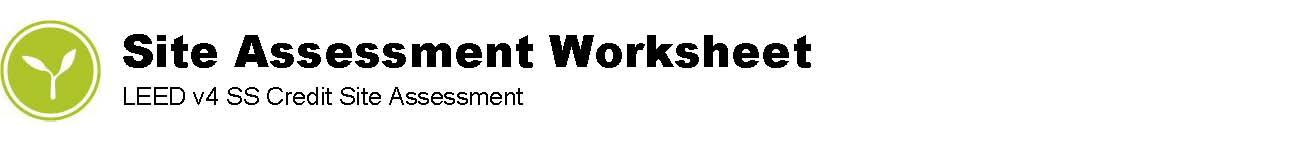 Site Assessment Worksheet
LEED v4 SS Credit Site Assessment